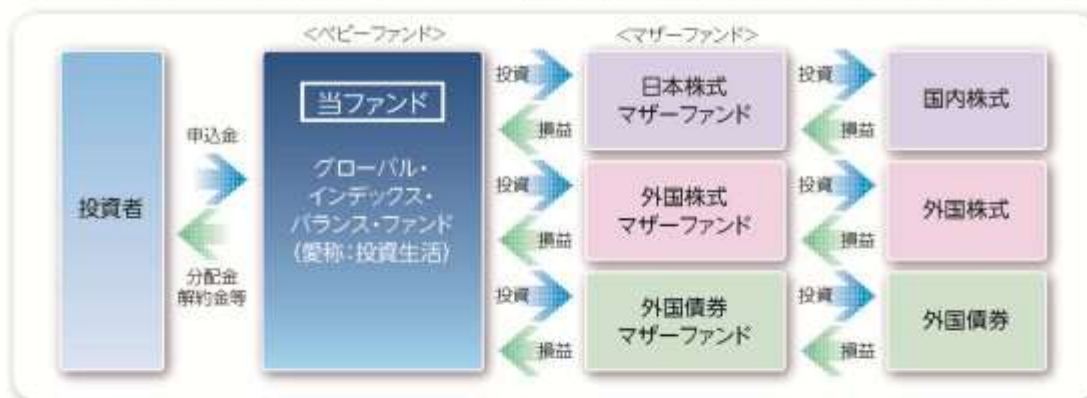 <ベビーファンド>
<マザーファンド>
投資者
申込金
分配金
解約金等
当ファンド
グローバル・
インデックス・
バランス・ファンド
(愛称:投資生活)
投資
損益
日本株式
マザーファンド
投資
損益
国内株式
投資
損益
外国株式
マザーファンド
投資
損益
外国株式
投資
損益
外国債券
マザーファンド
投資
損益
外国債券